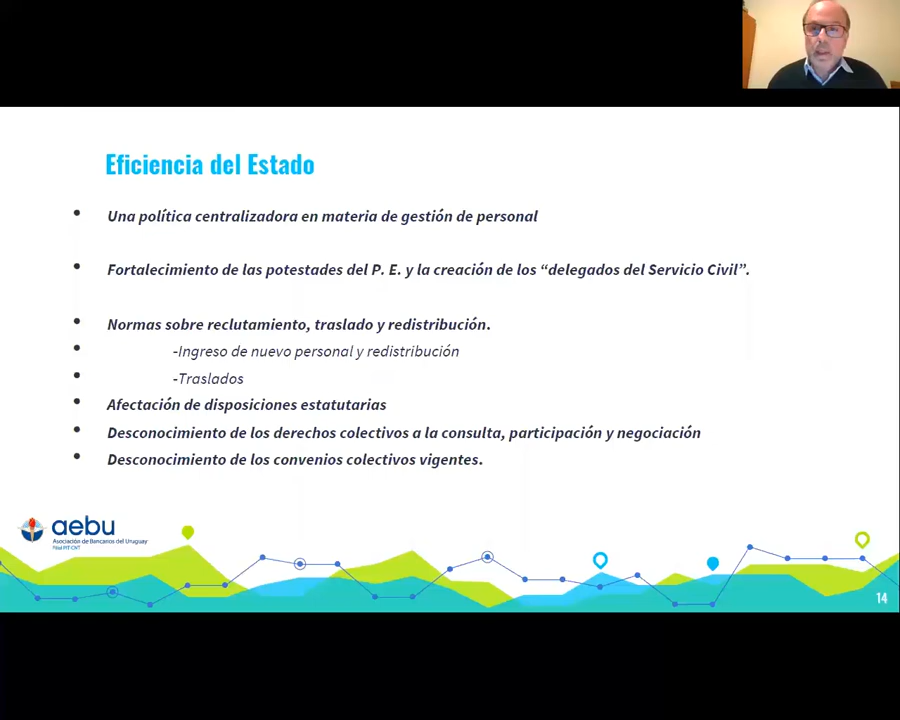 Eficiencia del Estado
Una política centralizadora en materia de gestión de personal
Fortalecimiento de las potestades del P. E. y la creación de los “delegados del Servicio Civil”.
Normas sobre reclutamiento, traslado y redistribución.
-Ingreso de nuevo personal y redistribución
-Traslados
Afectación de disposiciones estatutarias
Desconocimiento de los derechos colectivos a la consulta, participación y negociación
Desconocimiento de los convenios colectivos vigentes.
aebu
Asociación de Bancarios del Uruguay
Filial PIT CNT
14